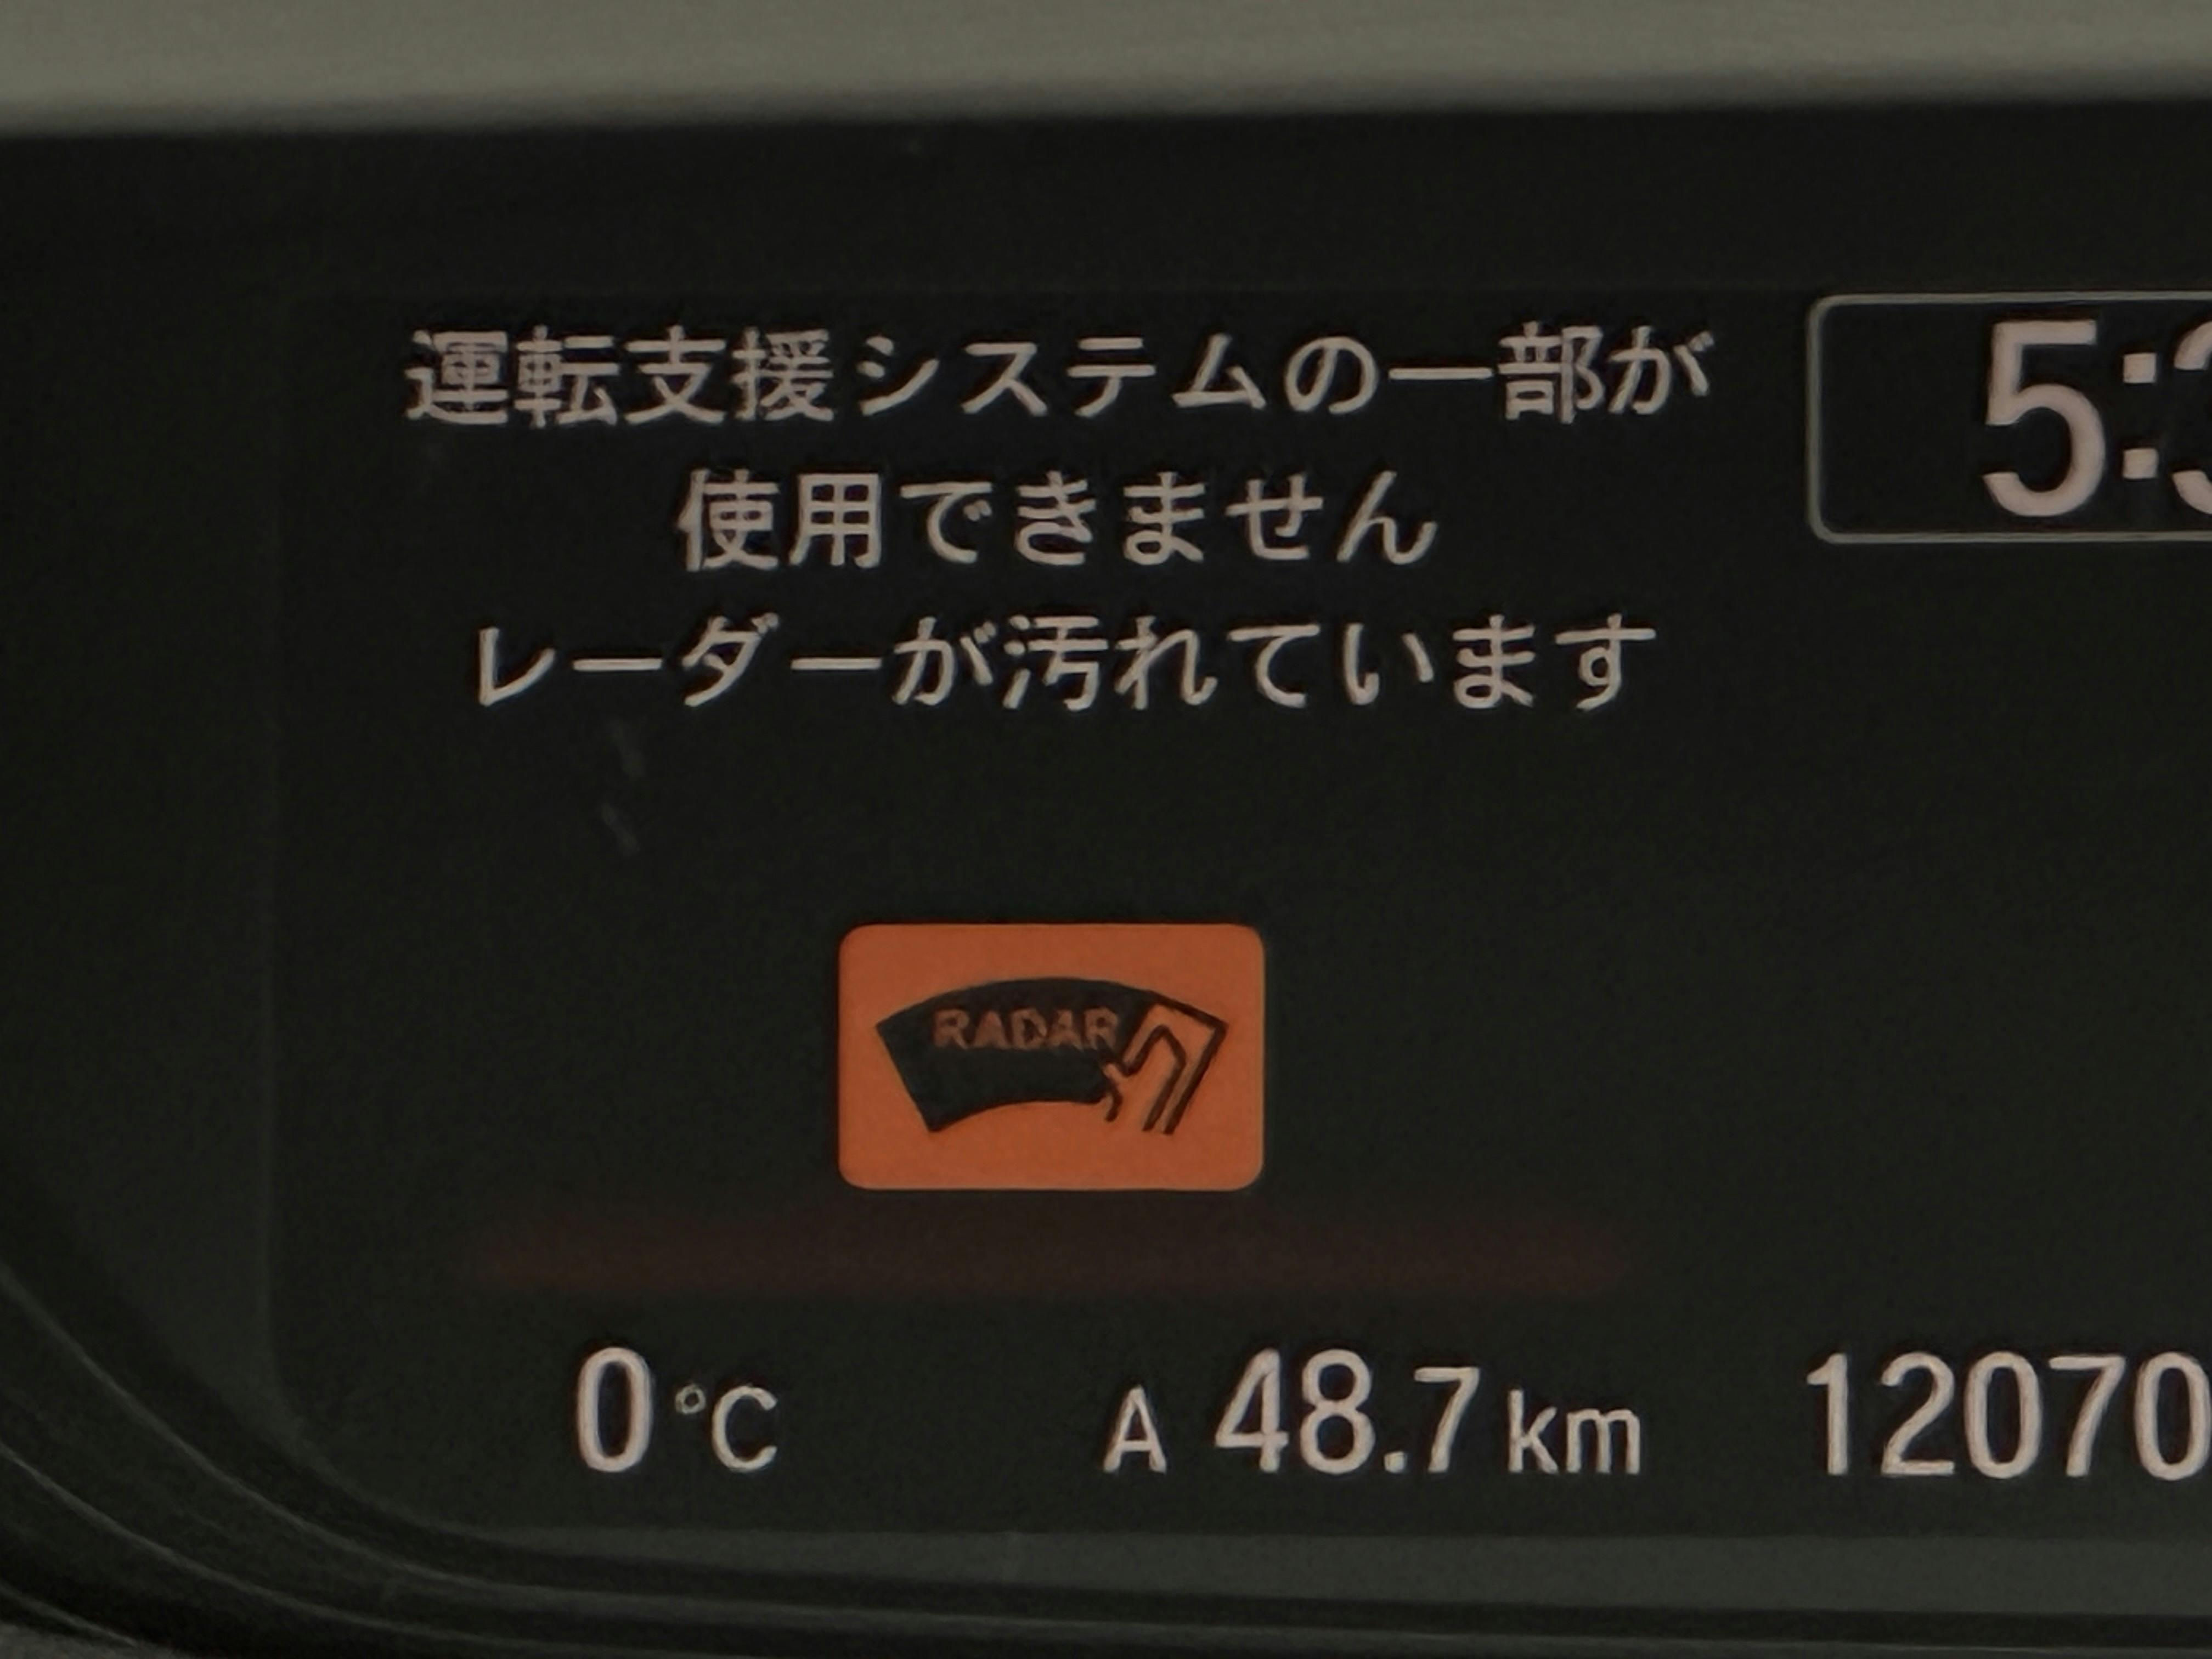 運転支援システムの一部が
使用できません
レーダーが汚れています
5:
RADAR
0 °C
A 48.7 km
12070